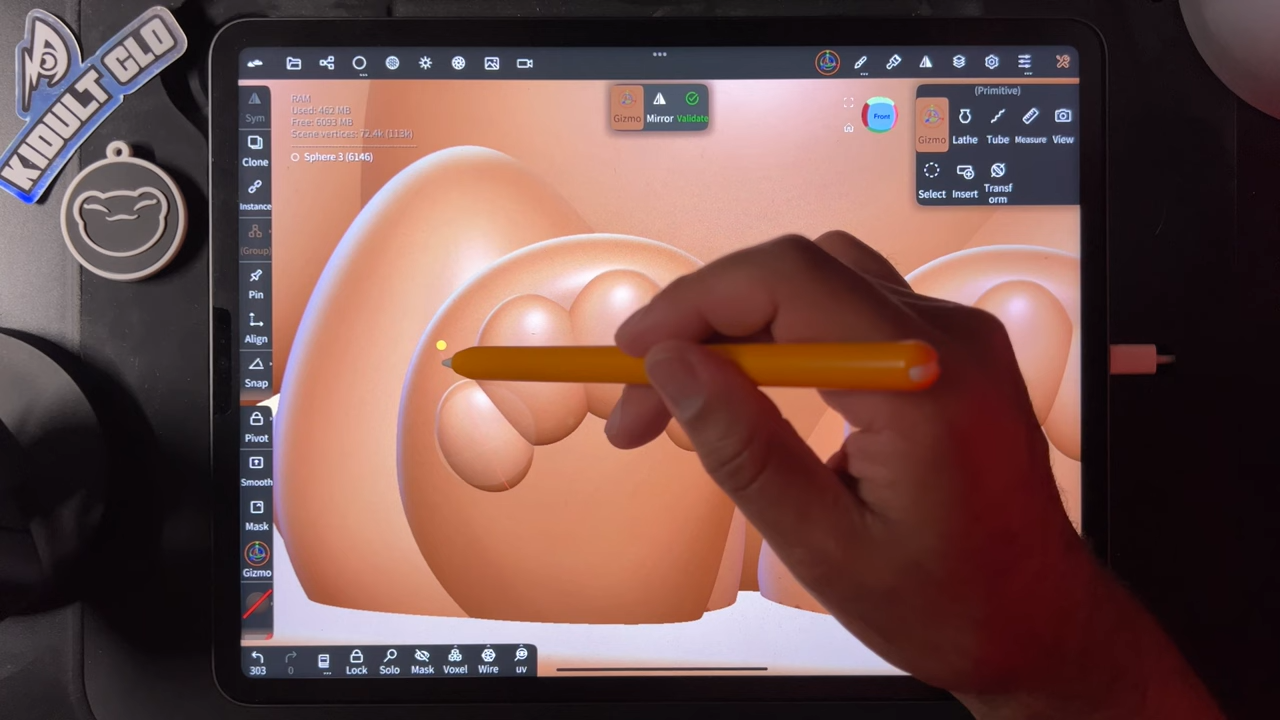 KIDULT CLO
RAM
Used: 462 MB
Free: 6093 MB
Scene vertices: 72.4k (113k)
Sphere 3 (6146)
Gizmo
Mirror
Validate
Front
(Primitive)
Gizmo
Lathe
Tube
Measure
View
Select
Insert
Transf
orm
Sym
Clone
Instance
(Group)
Pin
Align
Snap
Pivot
Smooth
Mask
Gizmo
303
0
...
Lock
Solo
Mask
Voxel
Wire
uv